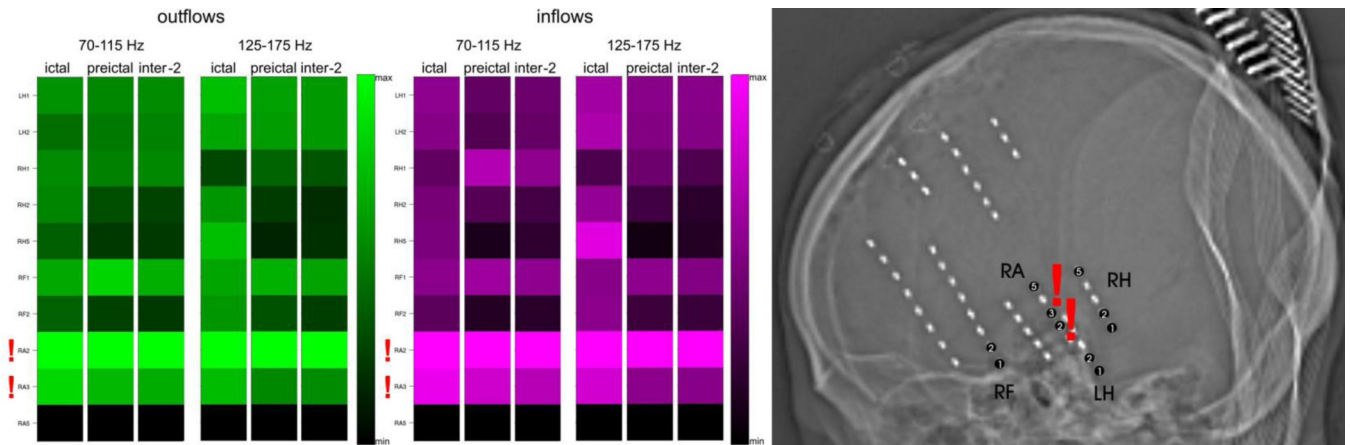 outflows
70-115 Hz 125-175 Hz
ictal preictal inter-2 ictal preictal inter-2
max
LH1
LH2
RH1
RH2
RH5
RF1
RF2
! RA2
! RA3
RA5
min
inflows
70-115 Hz 125-175 Hz
ictal preictal inter-2 ictal preictal inter-2
max
LH1
LH2
RH1
RH2
RH5
RF1
RF2
! RA2
! RA3
RA5
min
RA ! 5 RH
5
3 ! 2
2 1
2 2
1 1
RF LH